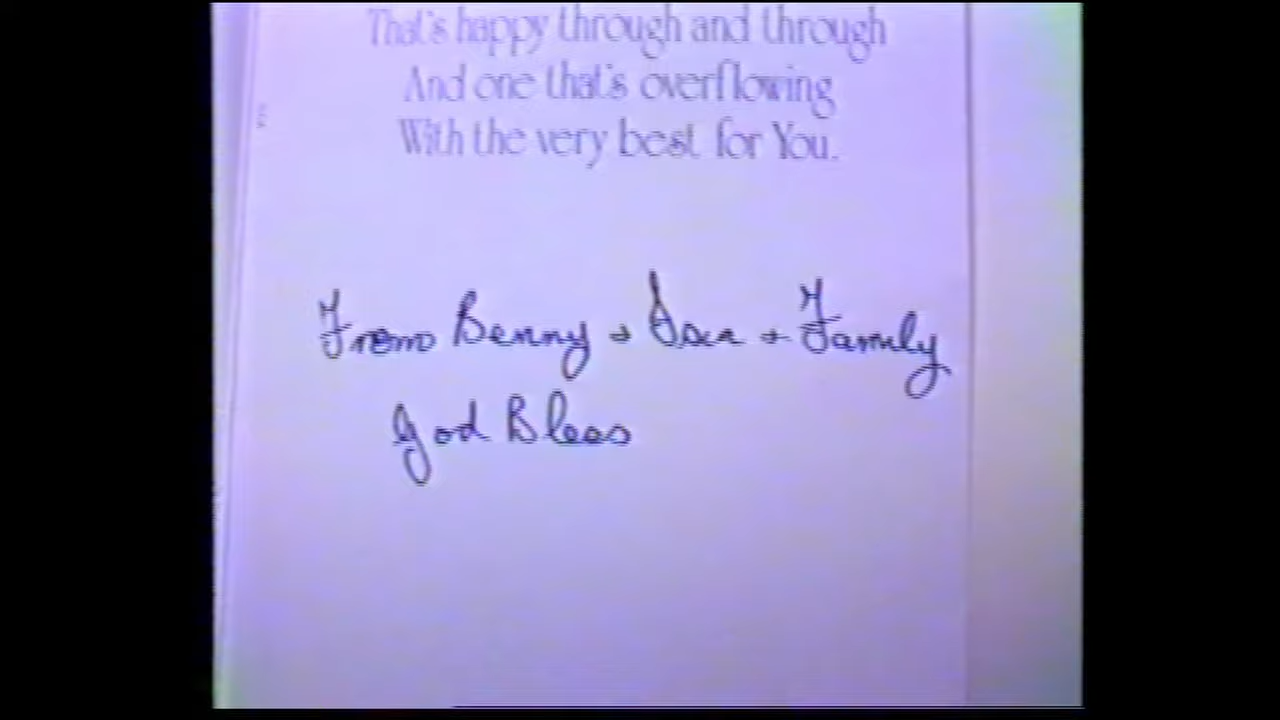 That's happy through and through
And one that's overflowing
With the very best for You.
From Benny + + Family
God Bless